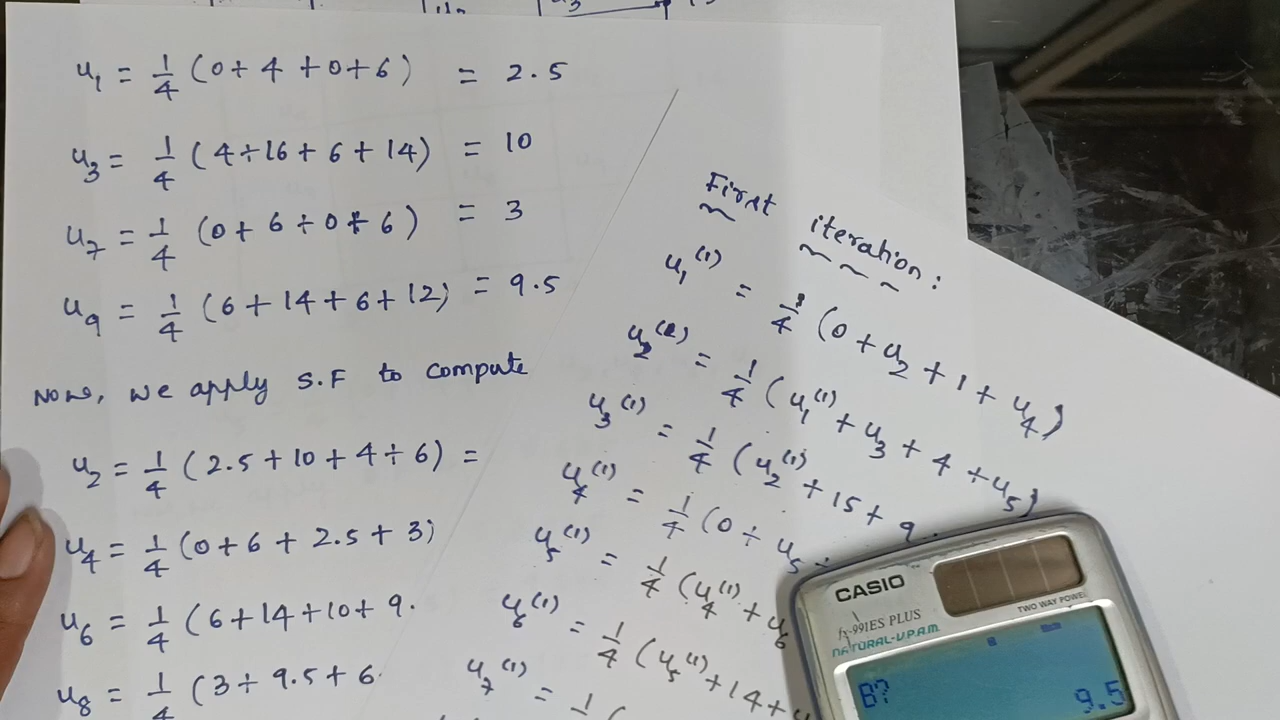 u₁ = 1/4 (0 + 4 + 0 + 6) = 2.5
u₃ = 1/4 (4 + 16 + 6 + 14) = 10
u₇ = 1/4 (0 + 6 + 0 + 6) = 3
u₉ = 1/4 (6 + 14 + 6 + 12) = 9.5
Now, we apply S.F to compute
u₂ = 1/4 (2.5 + 10 + 4 + 6) =
u₄ = 1/4 (0 + 6 + 2.5 + 3)
u₆ = 1/4 (6 + 14 + 10 + 9.
u₈ = 1/4 (3 + 9.5 + 6.
First iteration:
u₁⁽¹⁾ = 1/4 (0 + u₂ + 1 + u₄)
u₂ = 1/4 (u₁⁽¹⁾ + u₃ + 4 + u₅)
u₃⁽¹⁾ = 1/4 (u₂⁽¹⁾ + 15 + 9
u₄⁽¹⁾ = 1/4 (0 + u₅ +
u₅⁽¹⁾ = 1/4 (u₄⁽¹⁾ + u₆
u₆⁽¹⁾ = 1/4 (u₅⁽¹⁾ + 14 + u
u₇⁽¹⁾ = 1
CASIO
fx-991ES PLUS
NATURAL-V.P.A.M.
TWO WAY POWER
B?
9.5